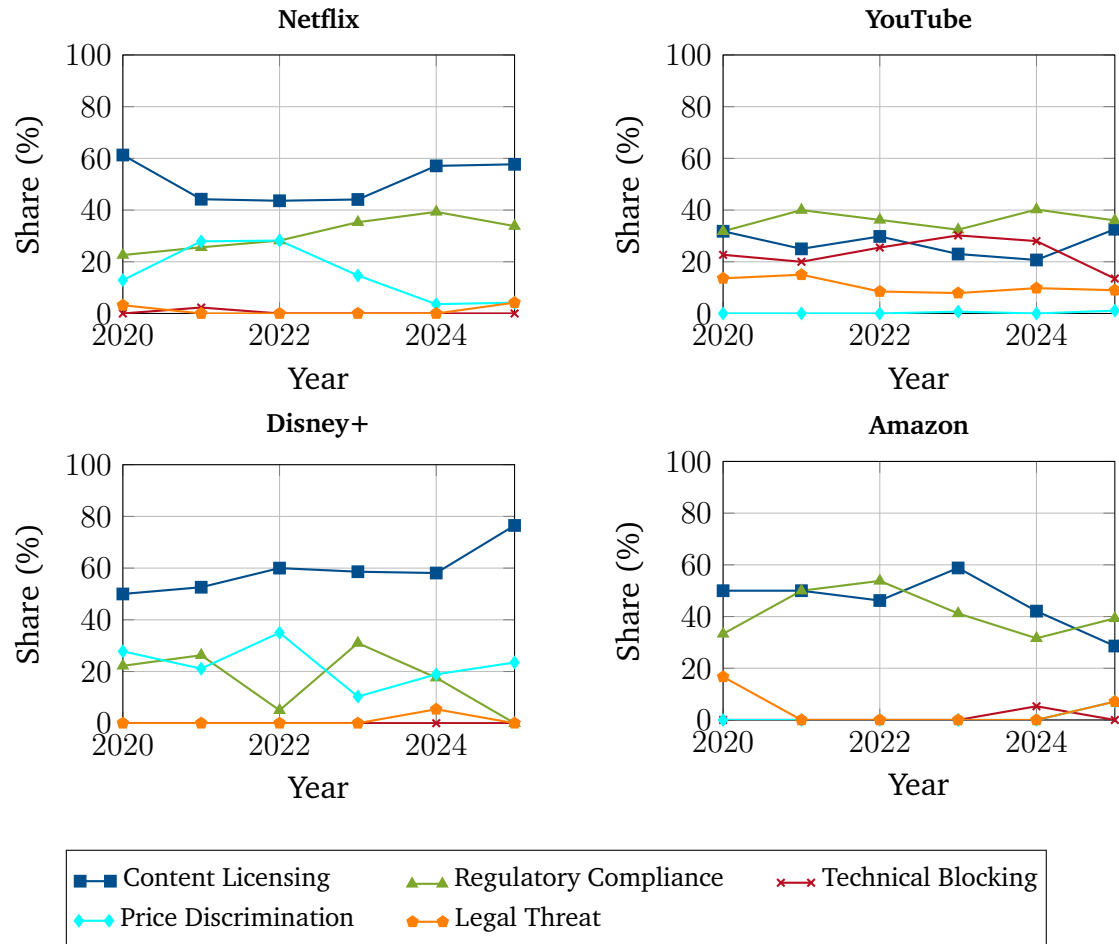 Netflix
100
80
60
40
20
0
Share (%)
2020
2022
2024
Year
YouTube
100
80
60
40
20
0
Share (%)
2020
2022
2024
Year
Disney+
100
80
60
40
20
0
Share (%)
2020
2022
2024
Year
Amazon
100
80
60
40
20
0
Share (%)
2020
2022
2024
Year
Content Licensing
Regulatory Compliance
Technical Blocking
Price Discrimination
Legal Threat